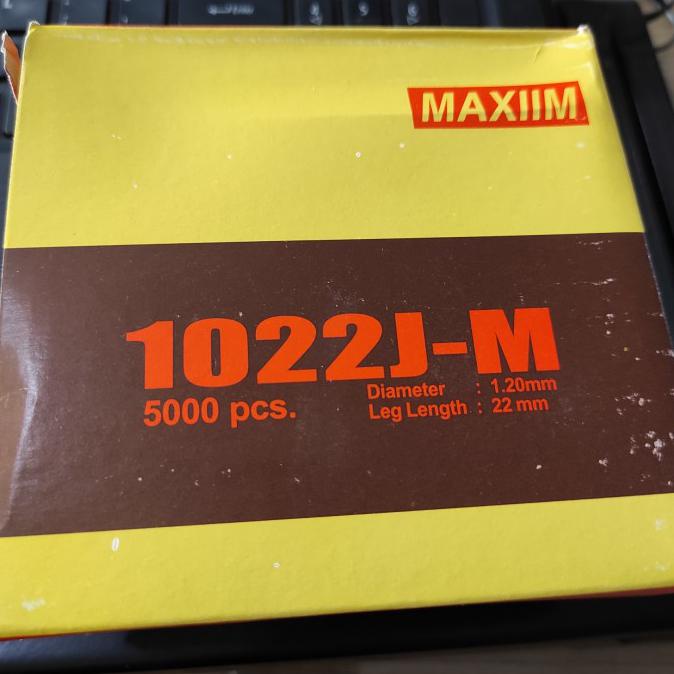 MAXIIM
1022J-M
5000 pcs.
Diameter : 1.20mm
Leg Length : 22 mm